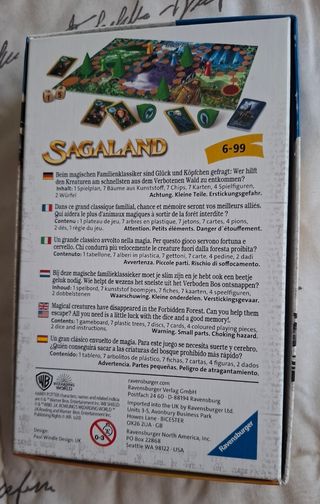 SAGALAND
6-99
Beim magischen Familienklassiker sind Glück und Köpfchen gefragt: Wer hilft
den Kreaturen am schnellsten aus dem Verbotenen Wald zu entkommen?
Inhalt: 1 Spielplan, 7 Bäume aus Kunststoff, 7 Chips, 7 Karten, 4 Spielfiguren,
2 Würfel Achtung. Kleine Teile. Erstickungsgefahr.
Dans ce grand classique familial, chance et mémoire seront vos meilleurs alliés.
Qui aidera le plus d'animaux magiques à sortir de la forêt interdite ?
Contenu : 1 plateau de jeu, 7 arbres en plastique, 7 jetons, 7 cartes, 4 pions,
2 dés, 1 règle du jeu. Attention. Petits éléments. Danger d'étouffement.
Un grande classico avvolto nella magia. Per questo gioco servono fortuna e
cervello. Chi condurrà più velocemente le creature fuori dalla foresta proibita?
Contenuto: 1 tabellone, 7 alberi in plastica, 7 gettoni, 7 carte, 4 pedine, 2 dadi
Avvertenza. Piccole parti. Rischio di soffocamento.
Bij deze magische familieklassieker moet je slim zijn en je hebt ook een beetje
geluk nodig. Wie helpt de wezens het snelste uit het Verboden Bos ontsnappen?
Inhoud: 1 speelbord, 7 kunststof boompjes, 7 fiches, 7 kaarten, 4 speelfiguren,
2 dobbelstenen Waarschuwing. Kleine onderdelen. Verstikkingsgevaar.
Magical creatures have disappeared in the Forbidden Forest. Can you help them
escape? All you need is a little luck with the dice and a good memory!
Contents: 1 gameboard, 7 plastic trees, 7 discs, 7 cards, 4 coloured playing pieces,
2 dice and instructions. Warning. Small parts. Choking hazard.
Un gran clásico envuelto de magia. Para este juego se necesita suerte y cerebro.
¿Quien conseguirá sacar a las criaturas del bosque prohibido más rápido?
Contenido: 1 tablero, 7 arbolitos de plástico, 7 fichas, 7 cartas, 4 figuras, 2 dados
Advertencia. Partes pequeñas. Peligro de atragantamiento.
WB
WIZARDING
WORLD
HARRY POTTER characters, names and related indicia
Design:
Paul Windle Design, UK
0-3
Ravensburger.com
Ravensburger Verlag GmbH
Postfach 24 60 · D-88194 Ravensburg
Imported into the UK by Ravensburger Ltd.
Units 3-5, Avonbury Business Park
Howes Lane · BICESTER
OX26 2UA · GB
Ravensburger North America, Inc.
PO Box 22868
Seattle WA 98122 · USA
Ravensburger